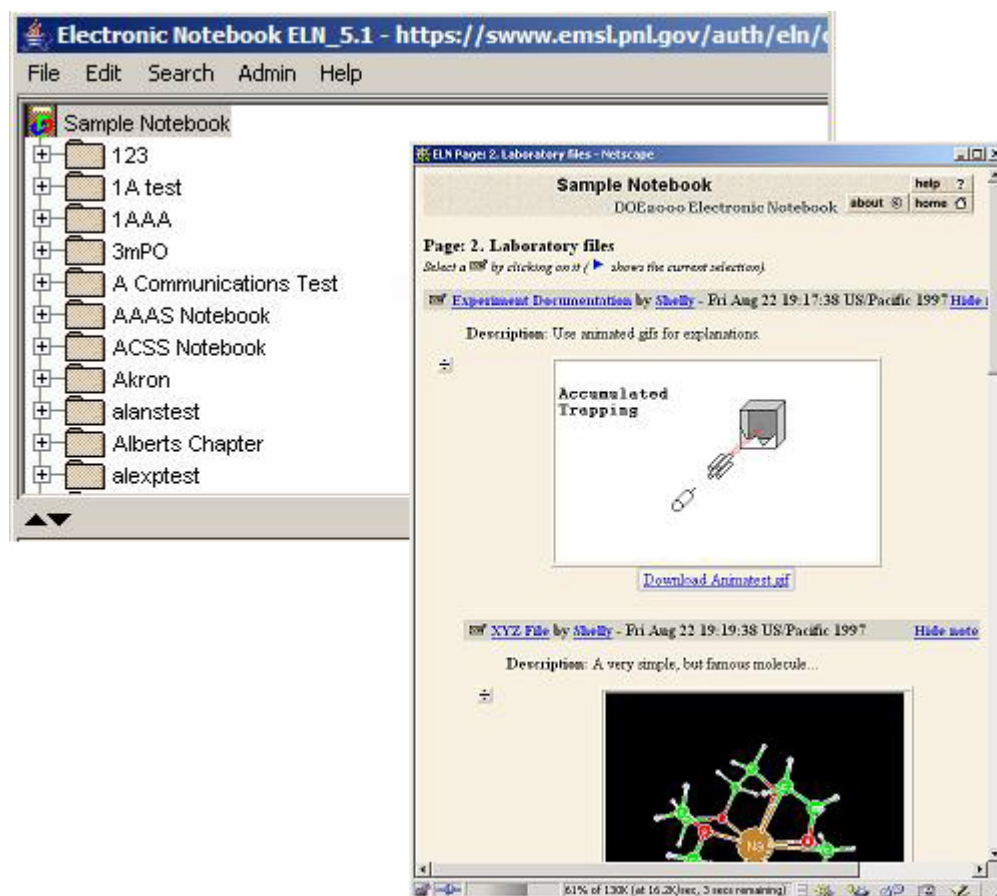 Electronic Notebook ELN_5.1 - https://swww.emsl.pnl.gov/auth/eln/
File Edit Search Admin Help
Sample Notebook
123
1A test
1AAA
3mPO
A Communications Test
AAAS Notebook
ACSS Notebook
Akron
alanstest
Alberts Chapter
alexptest
ELN Page: 2. Laboratory files - Netscape
Sample Notebook
help ?
DOE2000 Electronic Notebook
about
home
Page: 2. Laboratory files
Select a by clicking on it ( shows the current selection).
Experiment Documentation by Shelly - Fri Aug 22 19:17:38 US/Pacific 1997 Hide
Description: Use animated gifs for explanations.
Accumulated
Trapping
Download Animatest.gif
XYZ File by Shelly - Fri Aug 22 19:19:38 US/Pacific 1997 Hide note
Description: A very simple, but famous molecule...
Na
61% of 130K (at 16.2K/sec, 3 secs remaining)